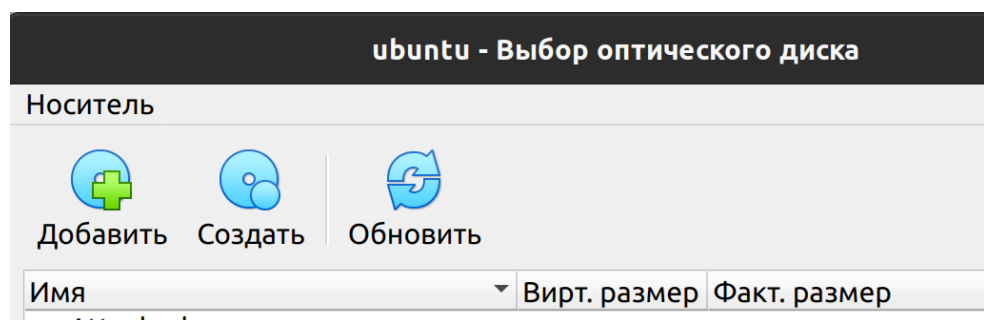 ubuntu - Выбор оптического диска
Носитель
Добавить Создать Обновить
Имя Вирт. размер Факт. размер